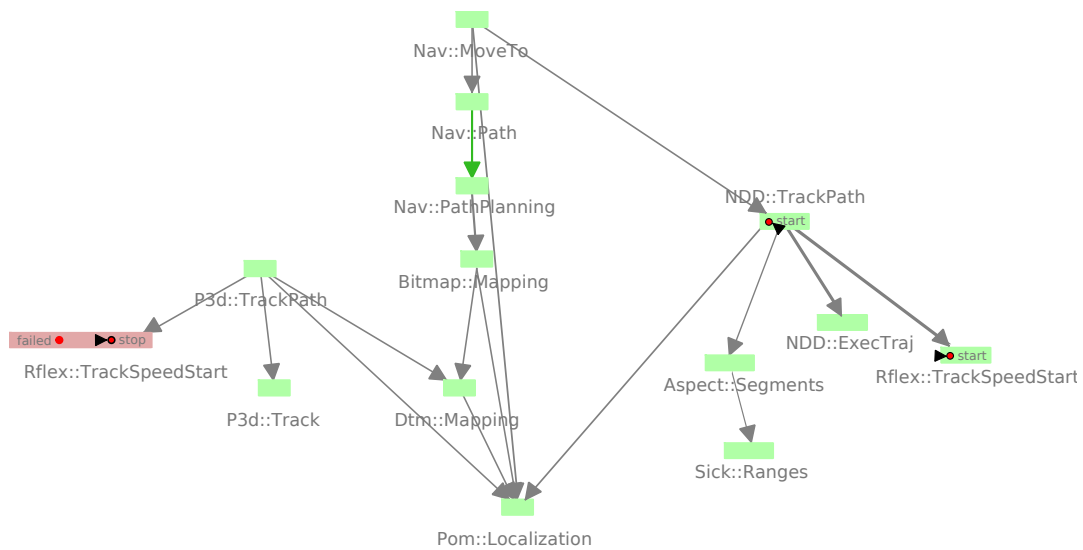 Nav::MoveTo
Nav::Path
NDD::TrackPath
Nav::PathPlanning
start
Bitmap::Mapping
P3d::TrackPath
failed
stop
NDD::ExecTraj
start
Rflex::TrackSpeedStart
Rflex::TrackSpeedStart
Aspect::Segments
P3d::Track
Dtm::Mapping
Sick::Ranges
Pom::Localization